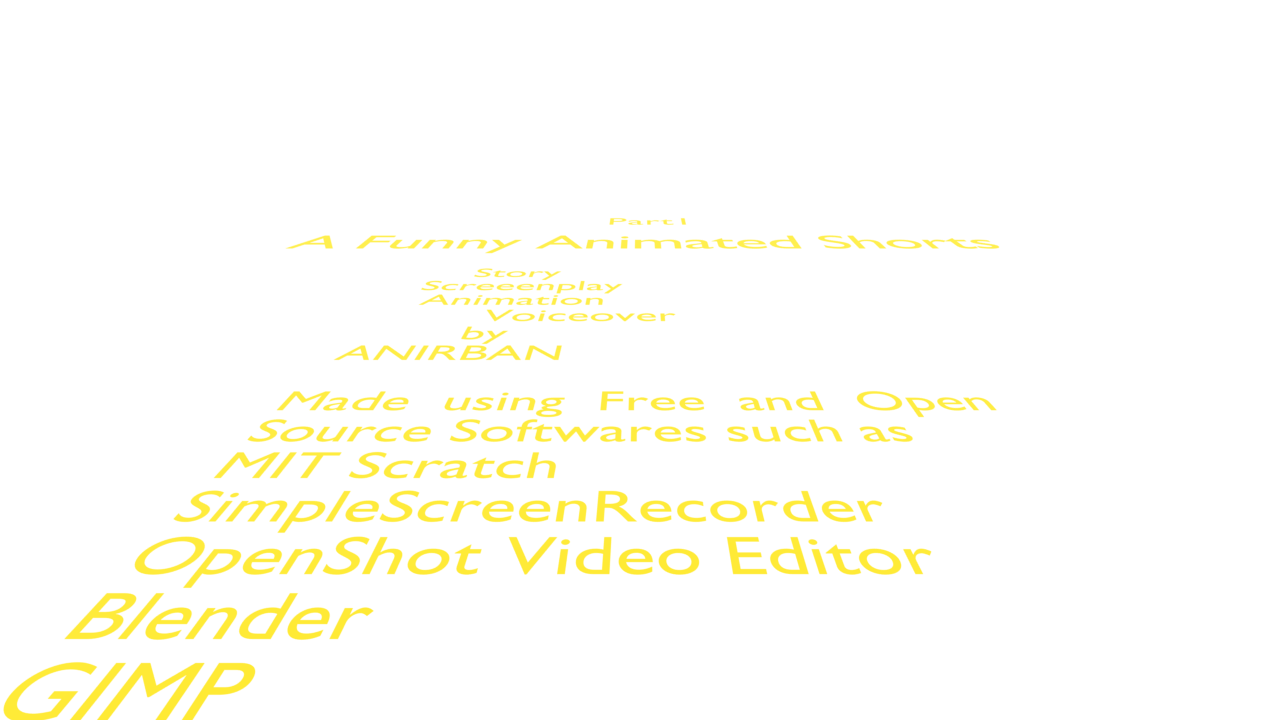 Part1
A Funny Animated Shorts
Story
Screeenplay
Animation
Voiceover
by
ANIRBAN
Made using Free and Open
Source Softwares such as
MIT Scratch
SimpleScreenRecorder
OpenShot Video Editor
Blender
GIMP